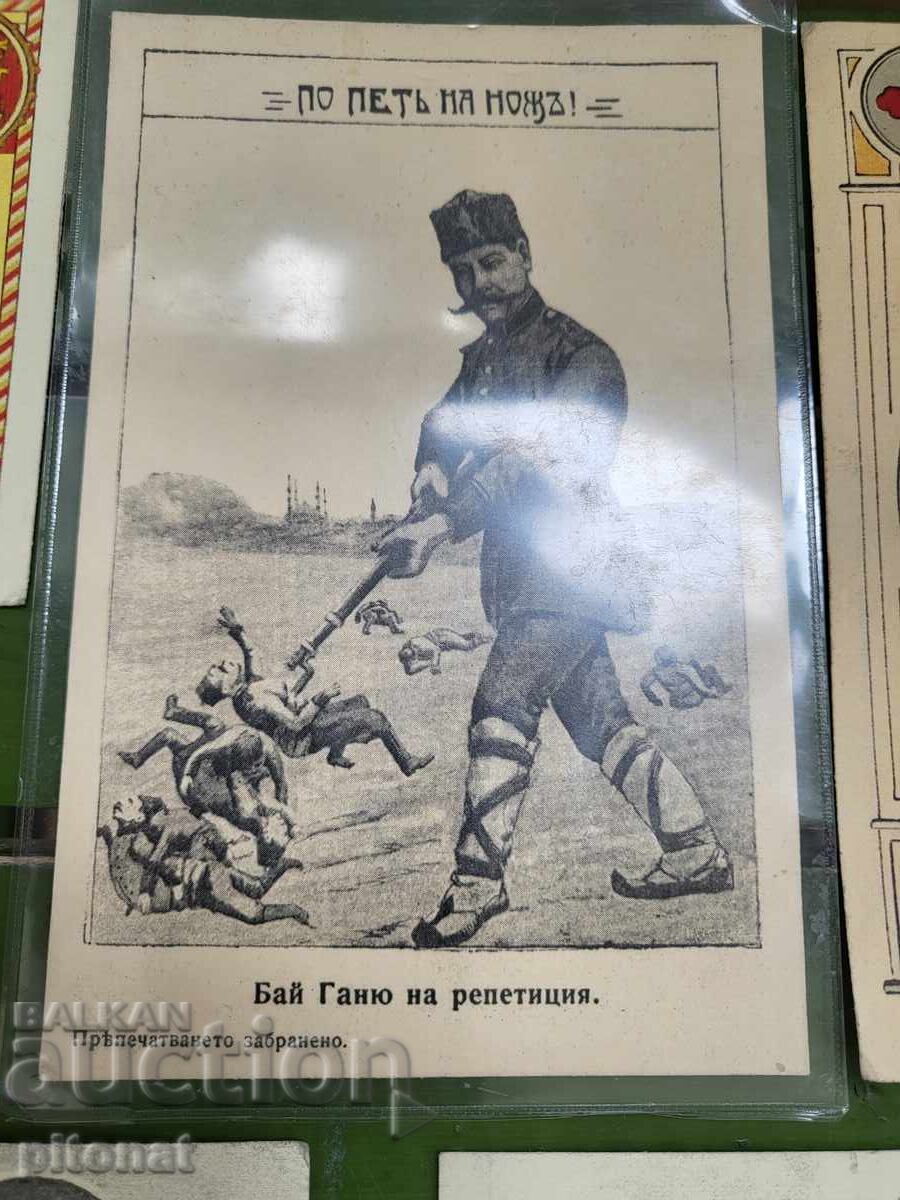 ПО ПЕТЬ НА НОЖЪ!
Бай Ганю на репетиция.
Прѣпечатването забранено.
BALKAN
auction
pitonat